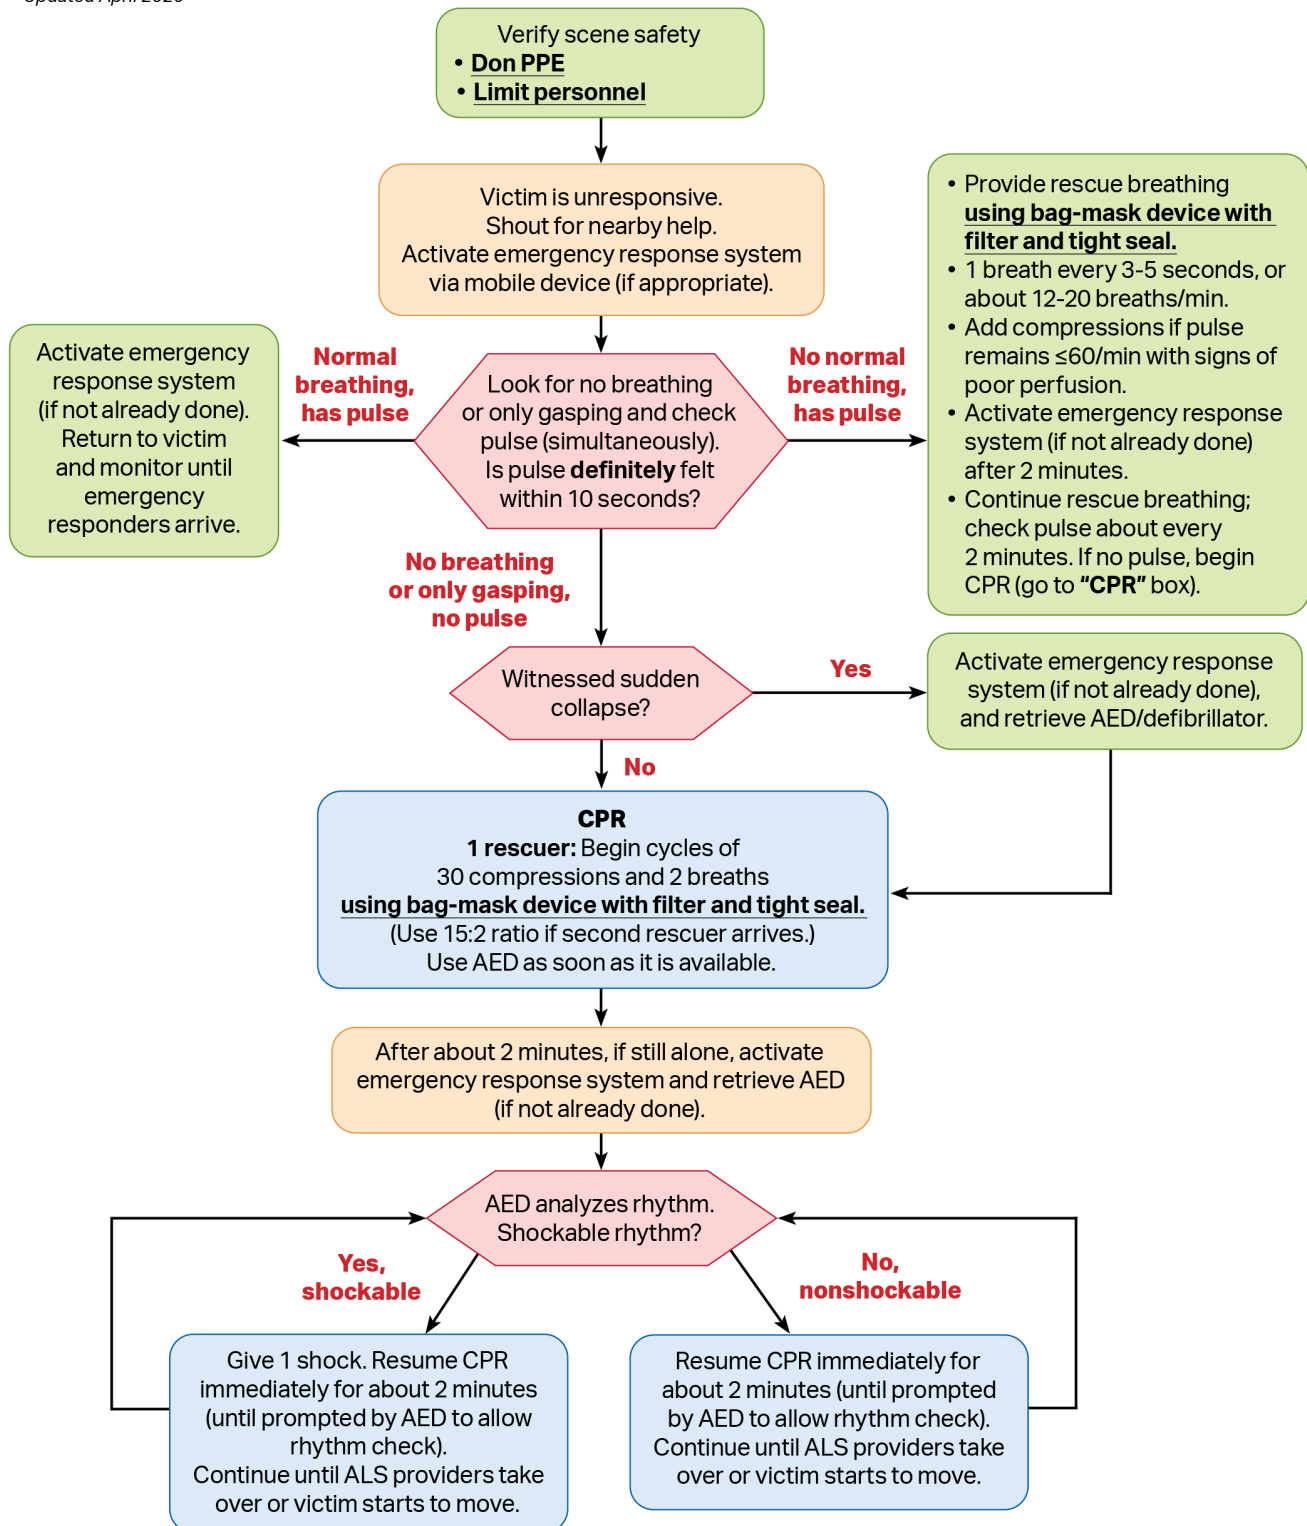 Updated April 2020
Verify scene safety
• Don PPE
• Limit personnel
Victim is unresponsive.
Shout for nearby help.
Activate emergency response system
via mobile device (if appropriate).
• Provide rescue breathing
using bag-mask device with
filter and tight seal.
• 1 breath every 3-5 seconds, or
about 12-20 breaths/min.
• Add compressions if pulse
remains ≤60/min with signs of
poor perfusion.
• Activate emergency response
system (if not already done)
after 2 minutes.
• Continue rescue breathing;
check pulse about every
2 minutes. If no pulse, begin
CPR (go to “CPR” box).
Activate emergency
response system
(if not already done).
Return to victim
and monitor until
emergency
responders arrive.
Normal
breathing,
has pulse
Look for no breathing
or only gasping and check
pulse (simultaneously).
Is pulse definitely felt
within 10 seconds?
No normal
breathing,
has pulse
No breathing
or only gasping,
no pulse
Witnessed sudden
collapse?
Yes
Activate emergency response
system (if not already done),
and retrieve AED/defibrillator.
No
CPR
1 rescuer: Begin cycles of
30 compressions and 2 breaths
using bag-mask device with filter and tight seal.
(Use 15:2 ratio if second rescuer arrives.)
Use AED as soon as it is available.
After about 2 minutes, if still alone, activate
emergency response system and retrieve AED
(if not already done).
AED analyzes rhythm.
Shockable rhythm?
Yes,
shockable
No,
nonshockable
Give 1 shock. Resume CPR
immediately for about 2 minutes
(until prompted by AED to allow
rhythm check).
Continue until ALS providers take
over or victim starts to move.
Resume CPR immediately for
about 2 minutes (until prompted
by AED to allow rhythm check).
Continue until ALS providers take
over or victim starts to move.